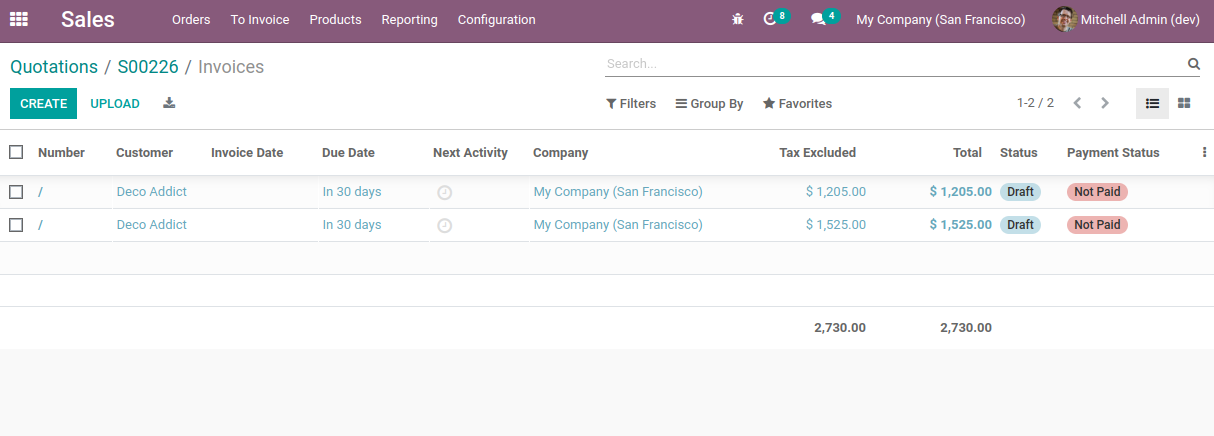 Sales Orders To Invoice Products Reporting Configuration 8 4 My Company (San Francisco) Mitchell Admin (dev)
Quotations / S00226 / Invoices Search...
CREATE UPLOAD Filters Group By Favorites 1-2 / 2
Number Customer Invoice Date Due Date Next Activity Company Tax Excluded Total Status Payment Status
/ Deco Addict In 30 days My Company (San Francisco) $ 1,205.00 $ 1,205.00 Draft Not Paid
/ Deco Addict In 30 days My Company (San Francisco) $ 1,525.00 $ 1,525.00 Draft Not Paid
2,730.00 2,730.00